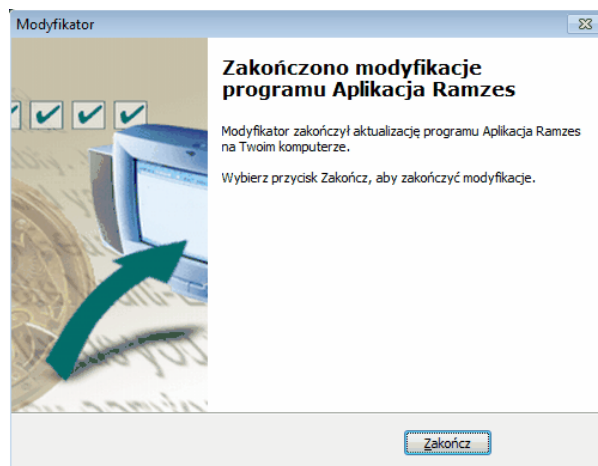 Modyfikator
Zakończono modyfikacje
programu Aplikacja Ramzes
Modyfikator zakończył aktualizację programu Aplikacja Ramzes
na Twoim komputerze.
Wybierz przycisk Zakończ, aby zakończyć modyfikacje.
Zakończ